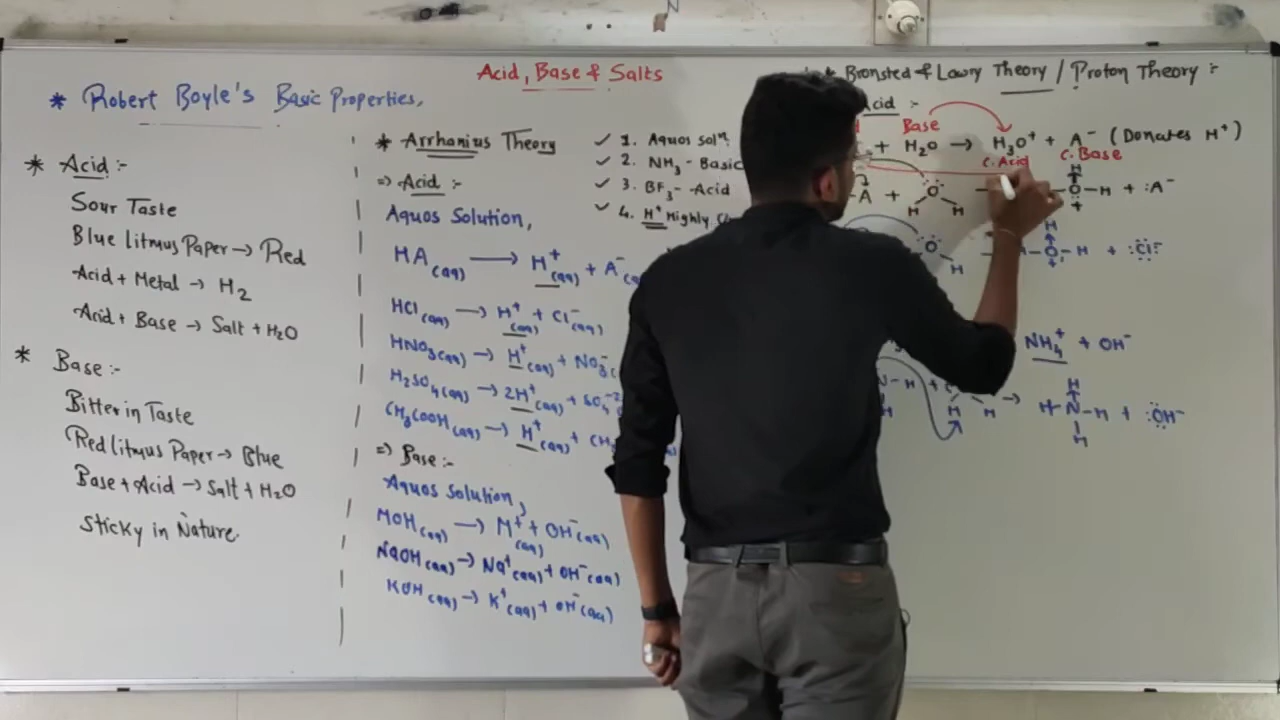 Acid, Base & Salts
* Robert Boyle's Basic Properties,
* Acid :-
Sour Taste
Blue litmus Paper → Red
Acid + Metal → H2
Acid + Base → Salt + H2O
* Base :-
Bitter in Taste
Red litmus Paper → Blue
Base + Acid → Salt + H2O
Sticky in Nature.
* Arrhanius Theory
⇒ Acid :-
Aquos Solution,
HA(aq) → H+(aq) + A-(aq
HCl(aq) → H+(aq) + Cl-(aq)
HNO3(aq) → H+(aq) + NO3-(
H2SO4(aq) → 2H+(aq) + SO4-2
CH3COOH(aq) → H+(aq) + CH3
⇒ Base :-
Aquos Solution,
MOH(aq) → M+(aq) + OH-(aq)
NaOH(aq) → Na+(aq) + OH-(aq)
KOH(aq) → K+(aq) + OH-(aq)
✓ 1. Aquos solⁿ.
✓ 2. NH3 - Basic
✓ 3. BF3 - Acid
✓ 4. H+ Highly
Bronsted & Lowry Theory / Proton Theory :-
Acid :-
Base
+ H2O → H3O+ + A- (Donates H+)
C. Acid C. Base
H
A + O → O - H + :A-
H H +
H
O - O - H + :Cl-
H +
NH4+ + OH-
H
N - H + → H - N - H + :OH-
H H H H